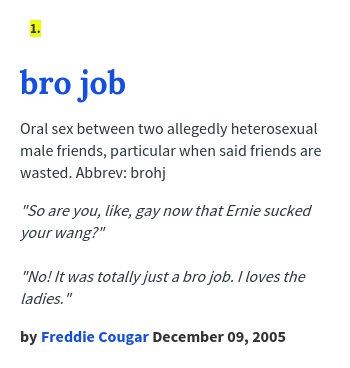 1.
bro job
Oral sex between two allegedly heterosexual
male friends, particular when said friends are
wasted. Abbrev: brohj
"So are you, like, gay now that Ernie sucked
your wang?"
"No! It was totally just a bro job. I loves the
ladies."
by Freddie Cougar December 09, 2005